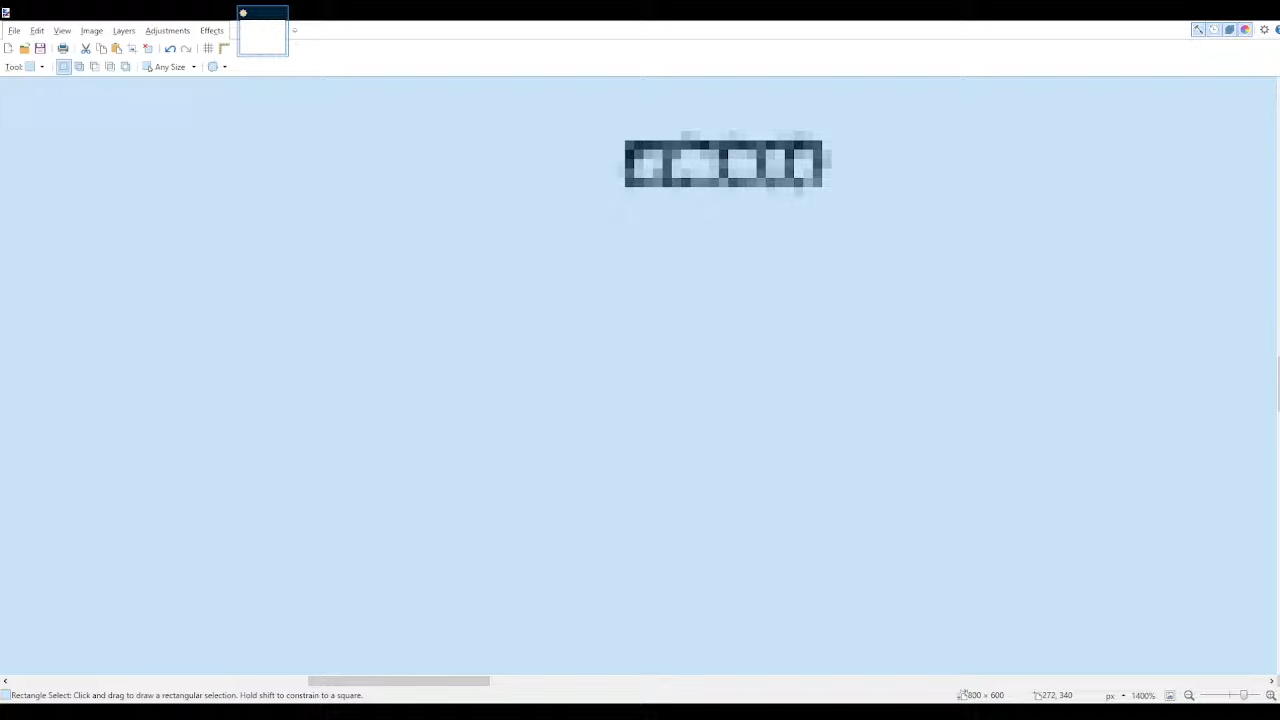 File Edit View Image Layers Adjustments Effects
Tool: Any Size
Rectangle Select: Click and drag to draw a rectangular selection. Hold shift to constrain to a square.
800 × 600
272, 340
px
1400%